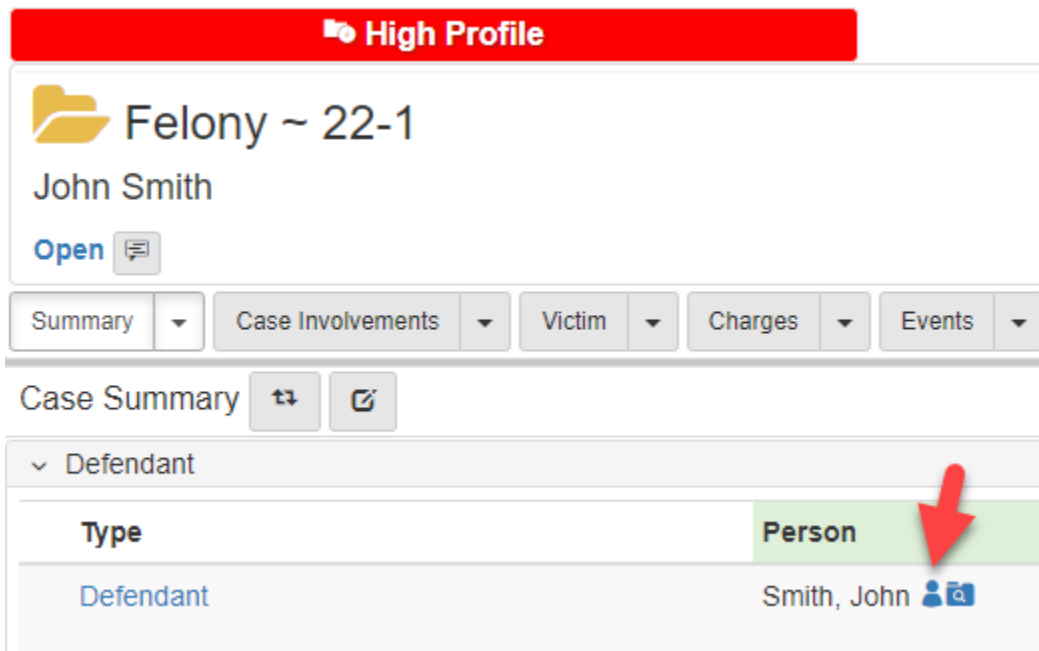 High Profile
Felony ~ 22-1
John Smith
Open
Summary Case Involvements Victim Charges Events
Case Summary
Defendant
Type Person
Defendant Smith, John